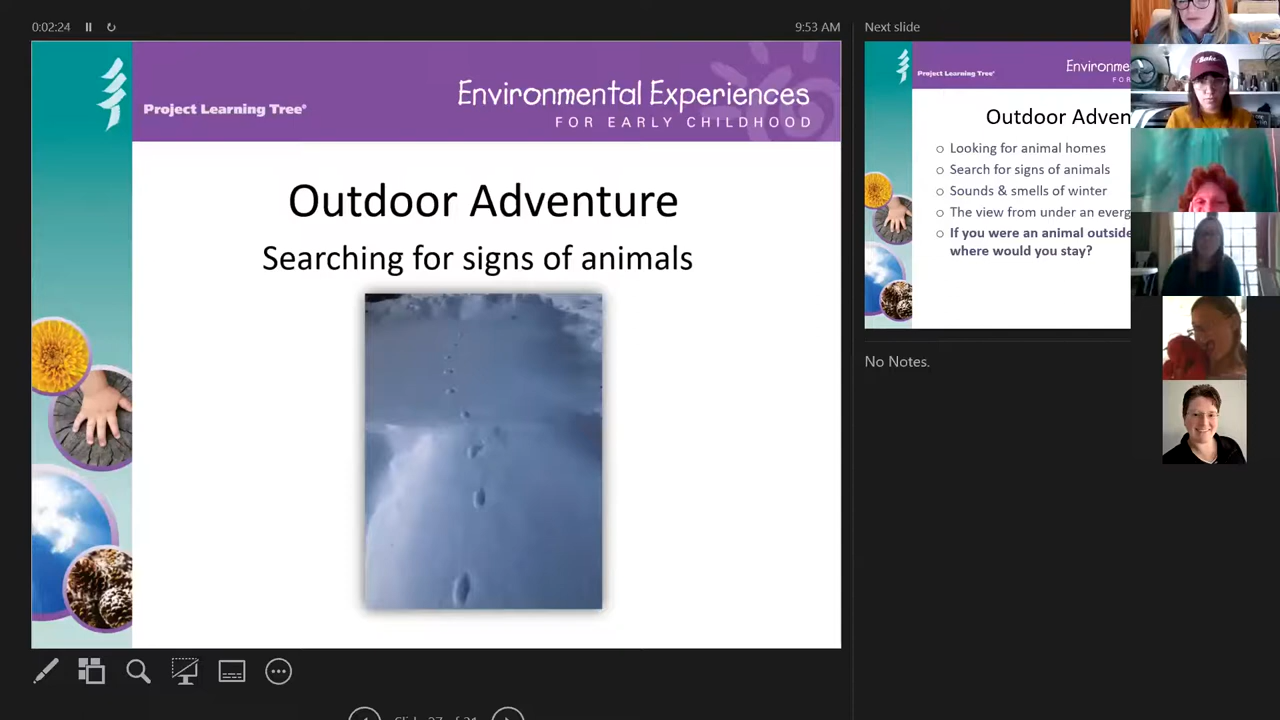 0:02:24
9:53 AM
Project Learning Tree®
Environmental Experiences
FOR EARLY CHILDHOOD
Outdoor Adventure
Searching for signs of animals
Next slide
Project Learning Tree®
Outdoor
Looking for animal homes
Search for signs of animals
Sounds & smells of winter
The view from under an
If you were an animal outside
where would you stay?
No Notes.